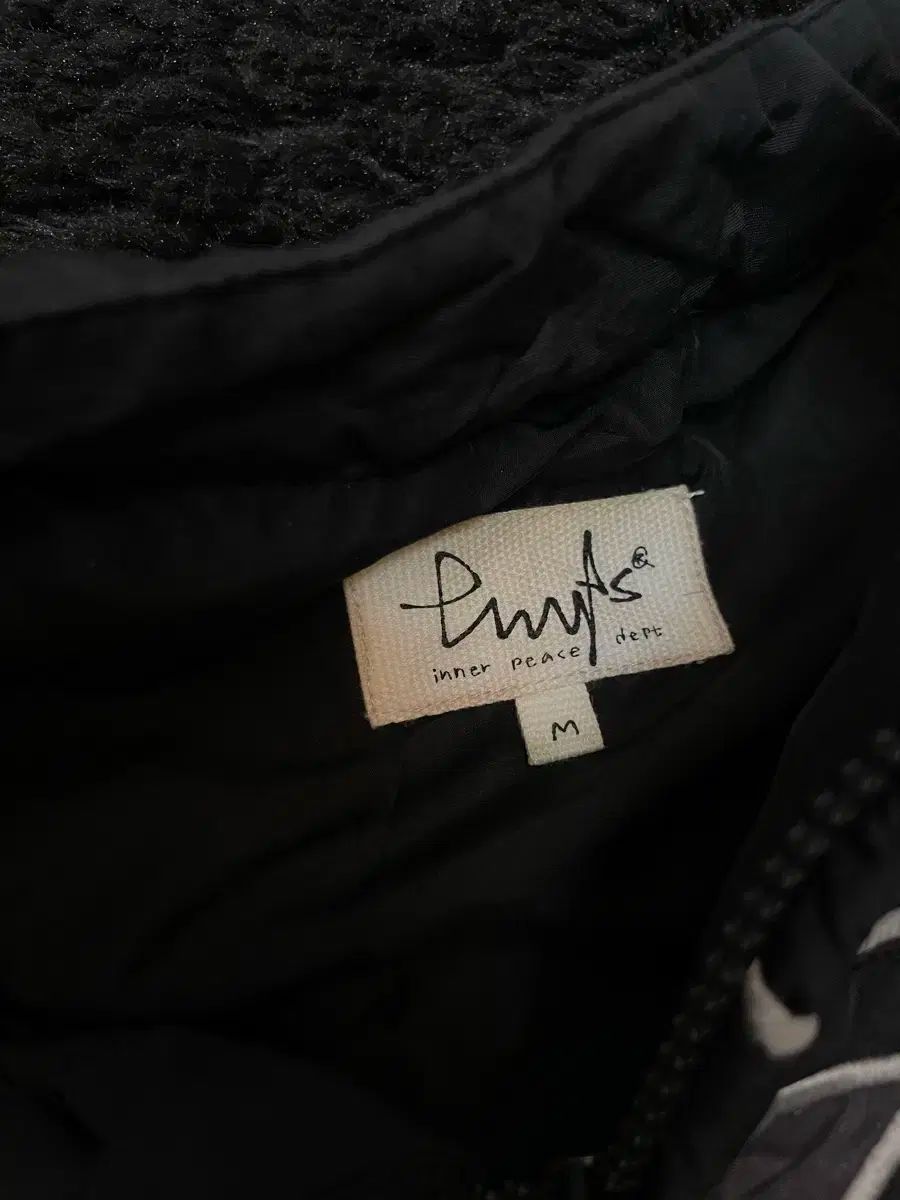 inner peace dept
M